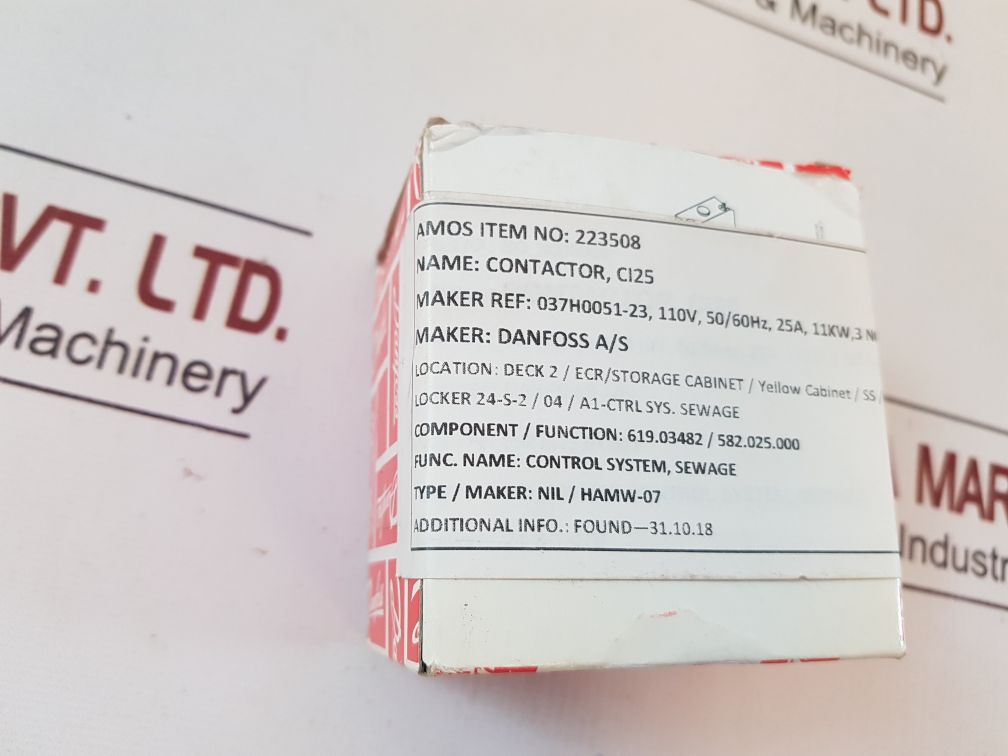 LTD.
& Machinery
VT. LTD.
Machinery
AMOS ITEM NO: 223508
NAME: CONTACTOR, CI25
MAKER REF: 037H0051-23, 110V, 50/60Hz, 25A, 11KW,3
MAKER: DANFOSS A/S
LOCATION: DECK 2 / ECR/STORAGE CABINET / Yellow Cabinet / SS /
LOCKER 24-S-2 / 04 / A1-CTRL SYS. SEWAGE
COMPONENT / FUNCTION: 619.03482 / 582.025.000
FUNC. NAME: CONTROL SYSTEM, SEWAGE
TYPE / MAKER: NIL / HAMW-07
ADDITIONAL INFO.: FOUND—31.10.18
MAR
Industr